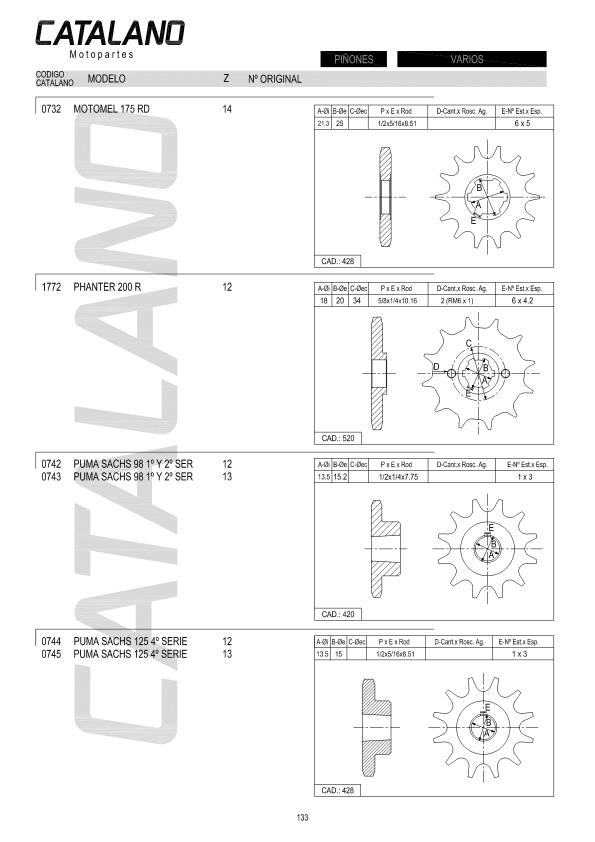 CATALANO
Motopartes
PIÑONES VARIOS
CODIGO CATALANO MODELO Z Nº ORIGINAL
0732 MOTOMEL 175 RD 14
A-Øi B-Øe C-Øec P x E x Rod D-Cant.x Rosc. Ag. E-Nº Est.x Esp.
21.3 25 1/2x5/16x8.51 6 x 5
B
A
E
CAD.: 428
1772 PHANTER 200 R 12
A-Øi B-Øe C-Øec P x E x Rod D-Cant.x Rosc. Ag. E-Nº Est.x Esp.
18 20 34 5/8x1/4x10.16 2 (RM6 x 1) 6 x 4.2
C
D B
A
E
CAD.: 520
0742 PUMA SACHS 98 1º Y 2º SER 12
0743 PUMA SACHS 98 1º Y 2º SER 13
A-Øi B-Øe C-Øec P x E x Rod D-Cant.x Rosc. Ag. E-Nº Est.x Esp.
13.5 15.2 1/2x1/4x7.75 1 x 3
E
B
A
CAD.: 420
0744 PUMA SACHS 125 4º SERIE 12
0745 PUMA SACHS 125 4º SERIE 13
A-Øi B-Øe C-Øec P x E x Rod D-Cant.x Rosc. Ag. E-Nº Est.x Esp.
13.5 15 1/2x5/16x8.51 1 x 3
E
B
A
CAD.: 428
CATALANO
133